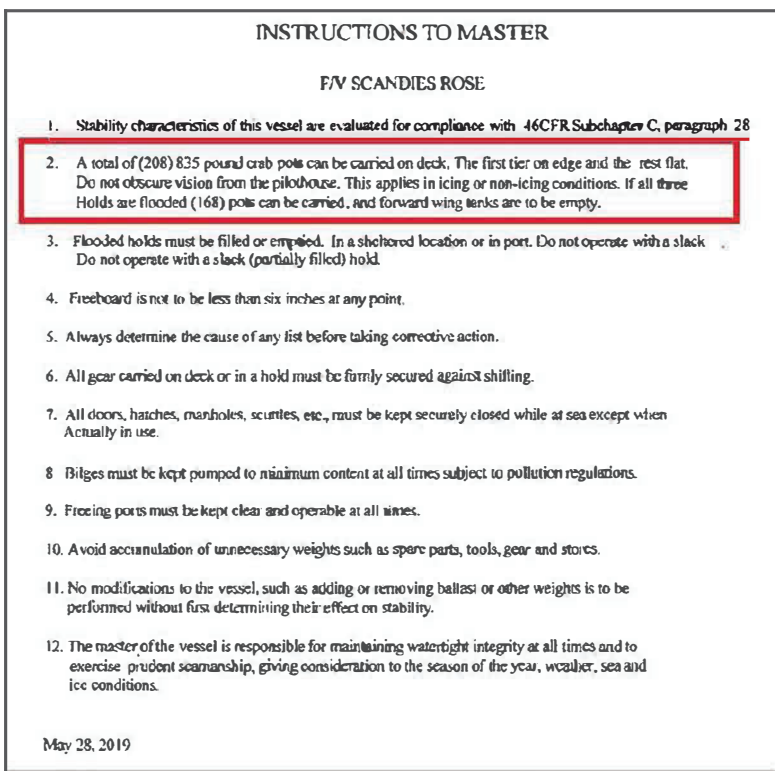 INSTRUCTIONS TO MASTER
F/V SCANDIES ROSE
1. Stability characteristics of this vessel are evaluated for compliance with 46CFR Subchapter C, paragraph 28
2. A total of (208) 835 pound crab pots can be carried on deck, The first tier on edge and the rest flat.
Do not obscure vision from the pilothouse. This applies in icing or non-icing conditions. If all three
Holds are flooded (168) pots can be carried, and forward wing tanks are to be empty.
3. Flooded holds must be filled or emptied. In a sheltered location or in port. Do not operate with a slack
Do not operate with a slack (partially filled) hold.
4. Freeboard is not to be less than six inches at any point.
5. Always determine the cause of any list before taking corrective action.
6. All gear carried on deck or in a hold must be firmly secured against shifting.
7. All doors, hatches, manholes, scuttles, etc., must be kept securely closed while at sea except when
Actually in use.
8 Bilges must be kept pumped to minimum content at all times subject to pollution regulations.
9. Freeing ports must be kept clear and operable at all times.
10. Avoid accumulation of unnecessary weights such as spare parts, tools, gear and stores.
11. No modifications to the vessel, such as adding or removing ballast or other weights is to be
performed without first determining their effect on stability.
12. The master of the vessel is responsible for maintaining watertight integrity at all times and to
exercise prudent seamanship, giving consideration to the season of the year, weather, sea and
ice conditions.
May 28, 2019